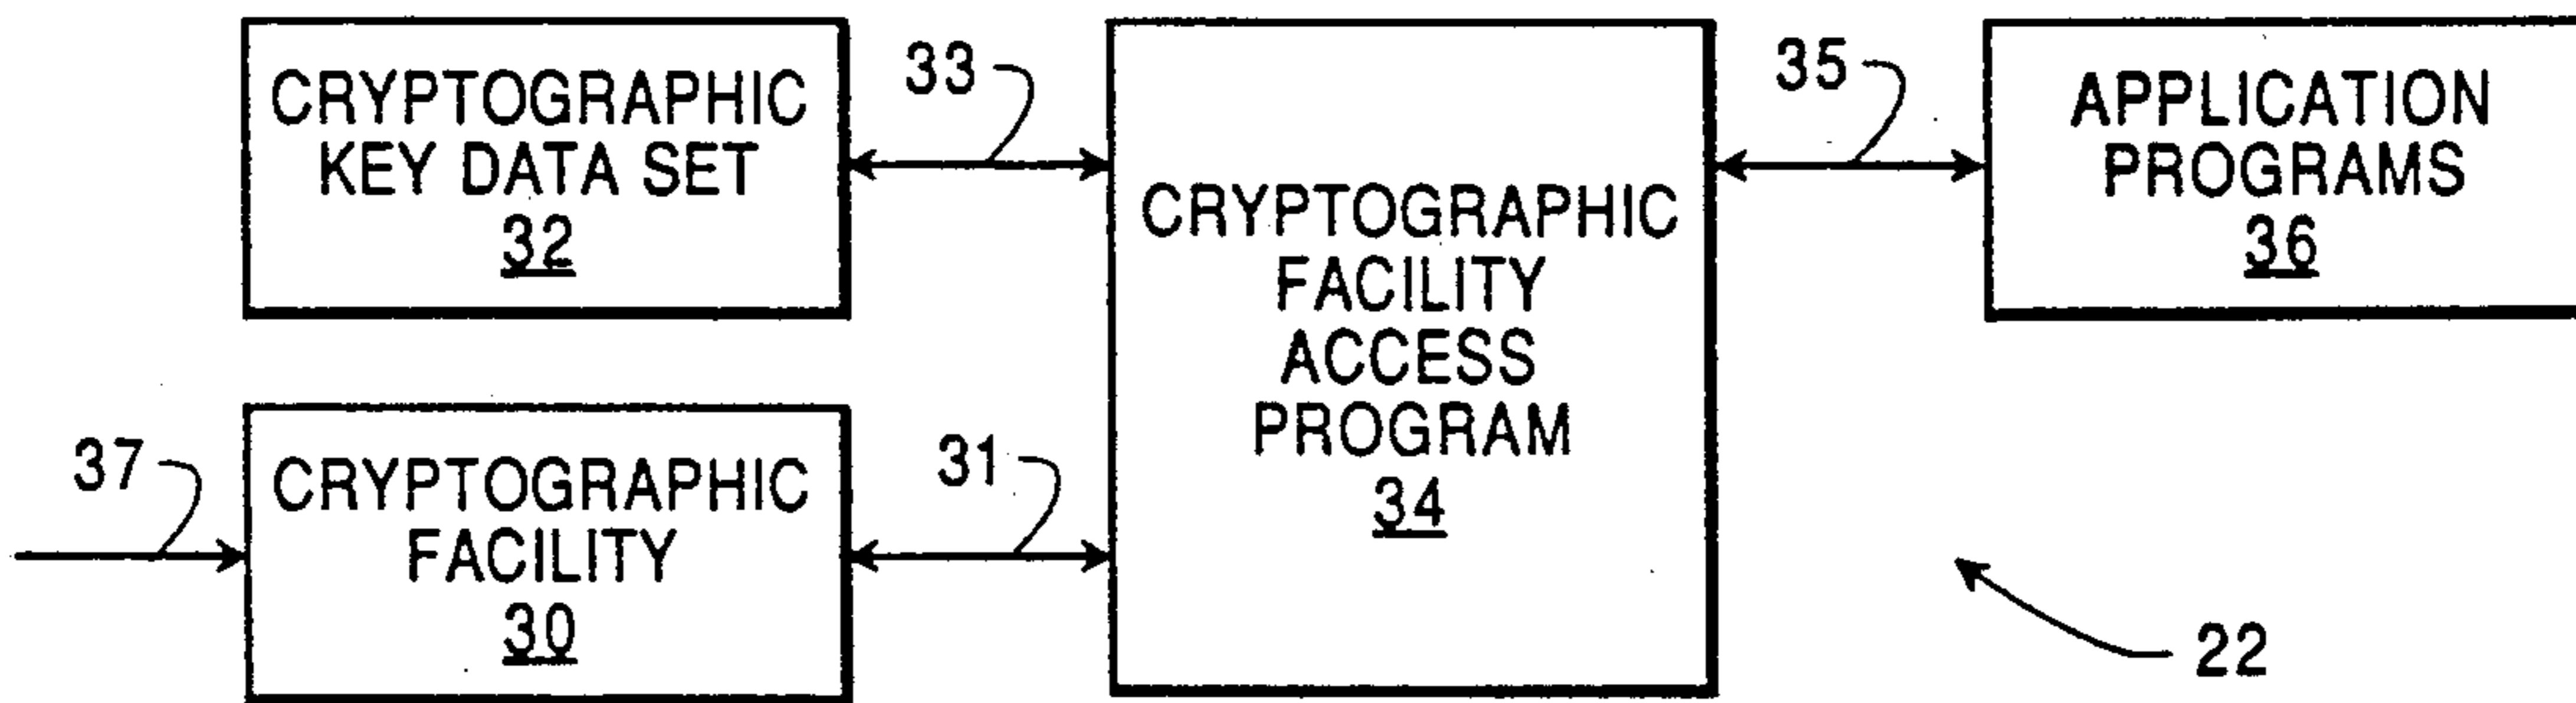 CRYPTOGRAPHIC
KEY DATA SET
32
33
CRYPTOGRAPHIC
FACILITY
ACCESS
PROGRAM
34
35
APPLICATION
PROGRAMS
36
37
CRYPTOGRAPHIC
FACILITY
30
31
22